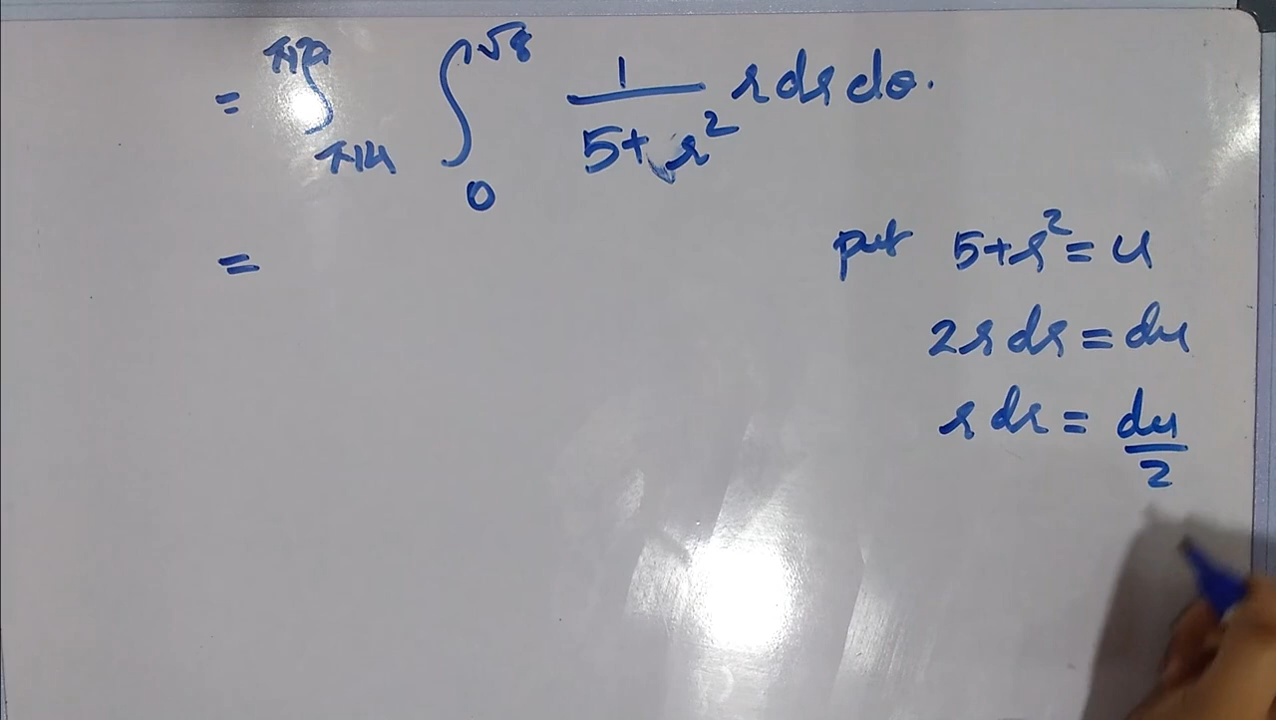 = ∫_{π/4}^{π/2} ∫_0^{√8} 1/(5+r²) r dr dθ.
=
put 5+r² = u
2r dr = du
r dr = du/2